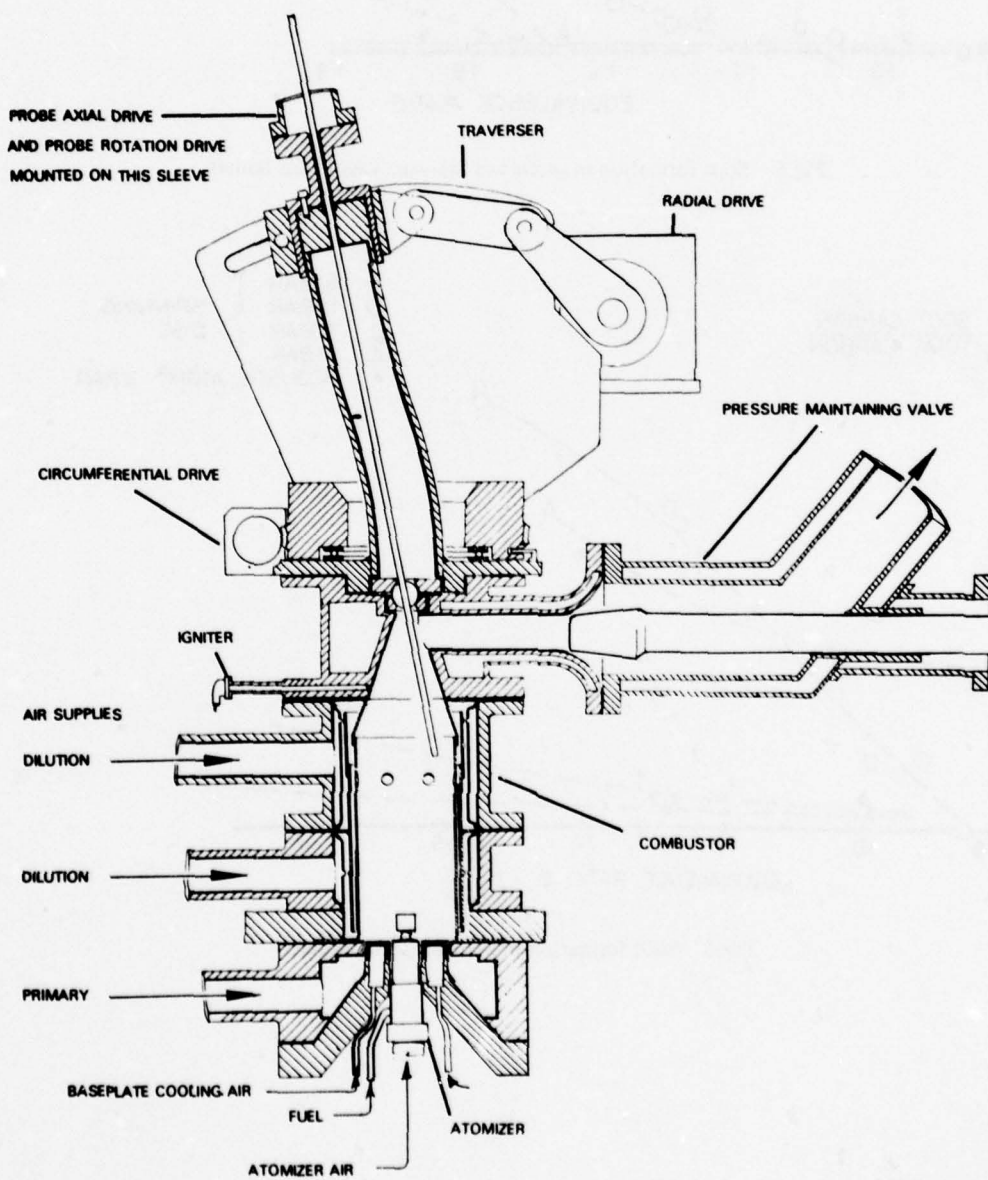 PROBE AXIAL DRIVE
AND PROBE ROTATION DRIVE
MOUNTED ON THIS SLEEVE
TRAVERSER
RADIAL DRIVE
PRESSURE MAINTAINING VALVE
CIRCUMFERENTIAL DRIVE
IGNITER
AIR SUPPLIES
DILUTION
COMBUSTOR
DILUTION
PRIMARY
BASEPLATE COOLING AIR
FUEL
ATOMIZER
ATOMIZER AIR